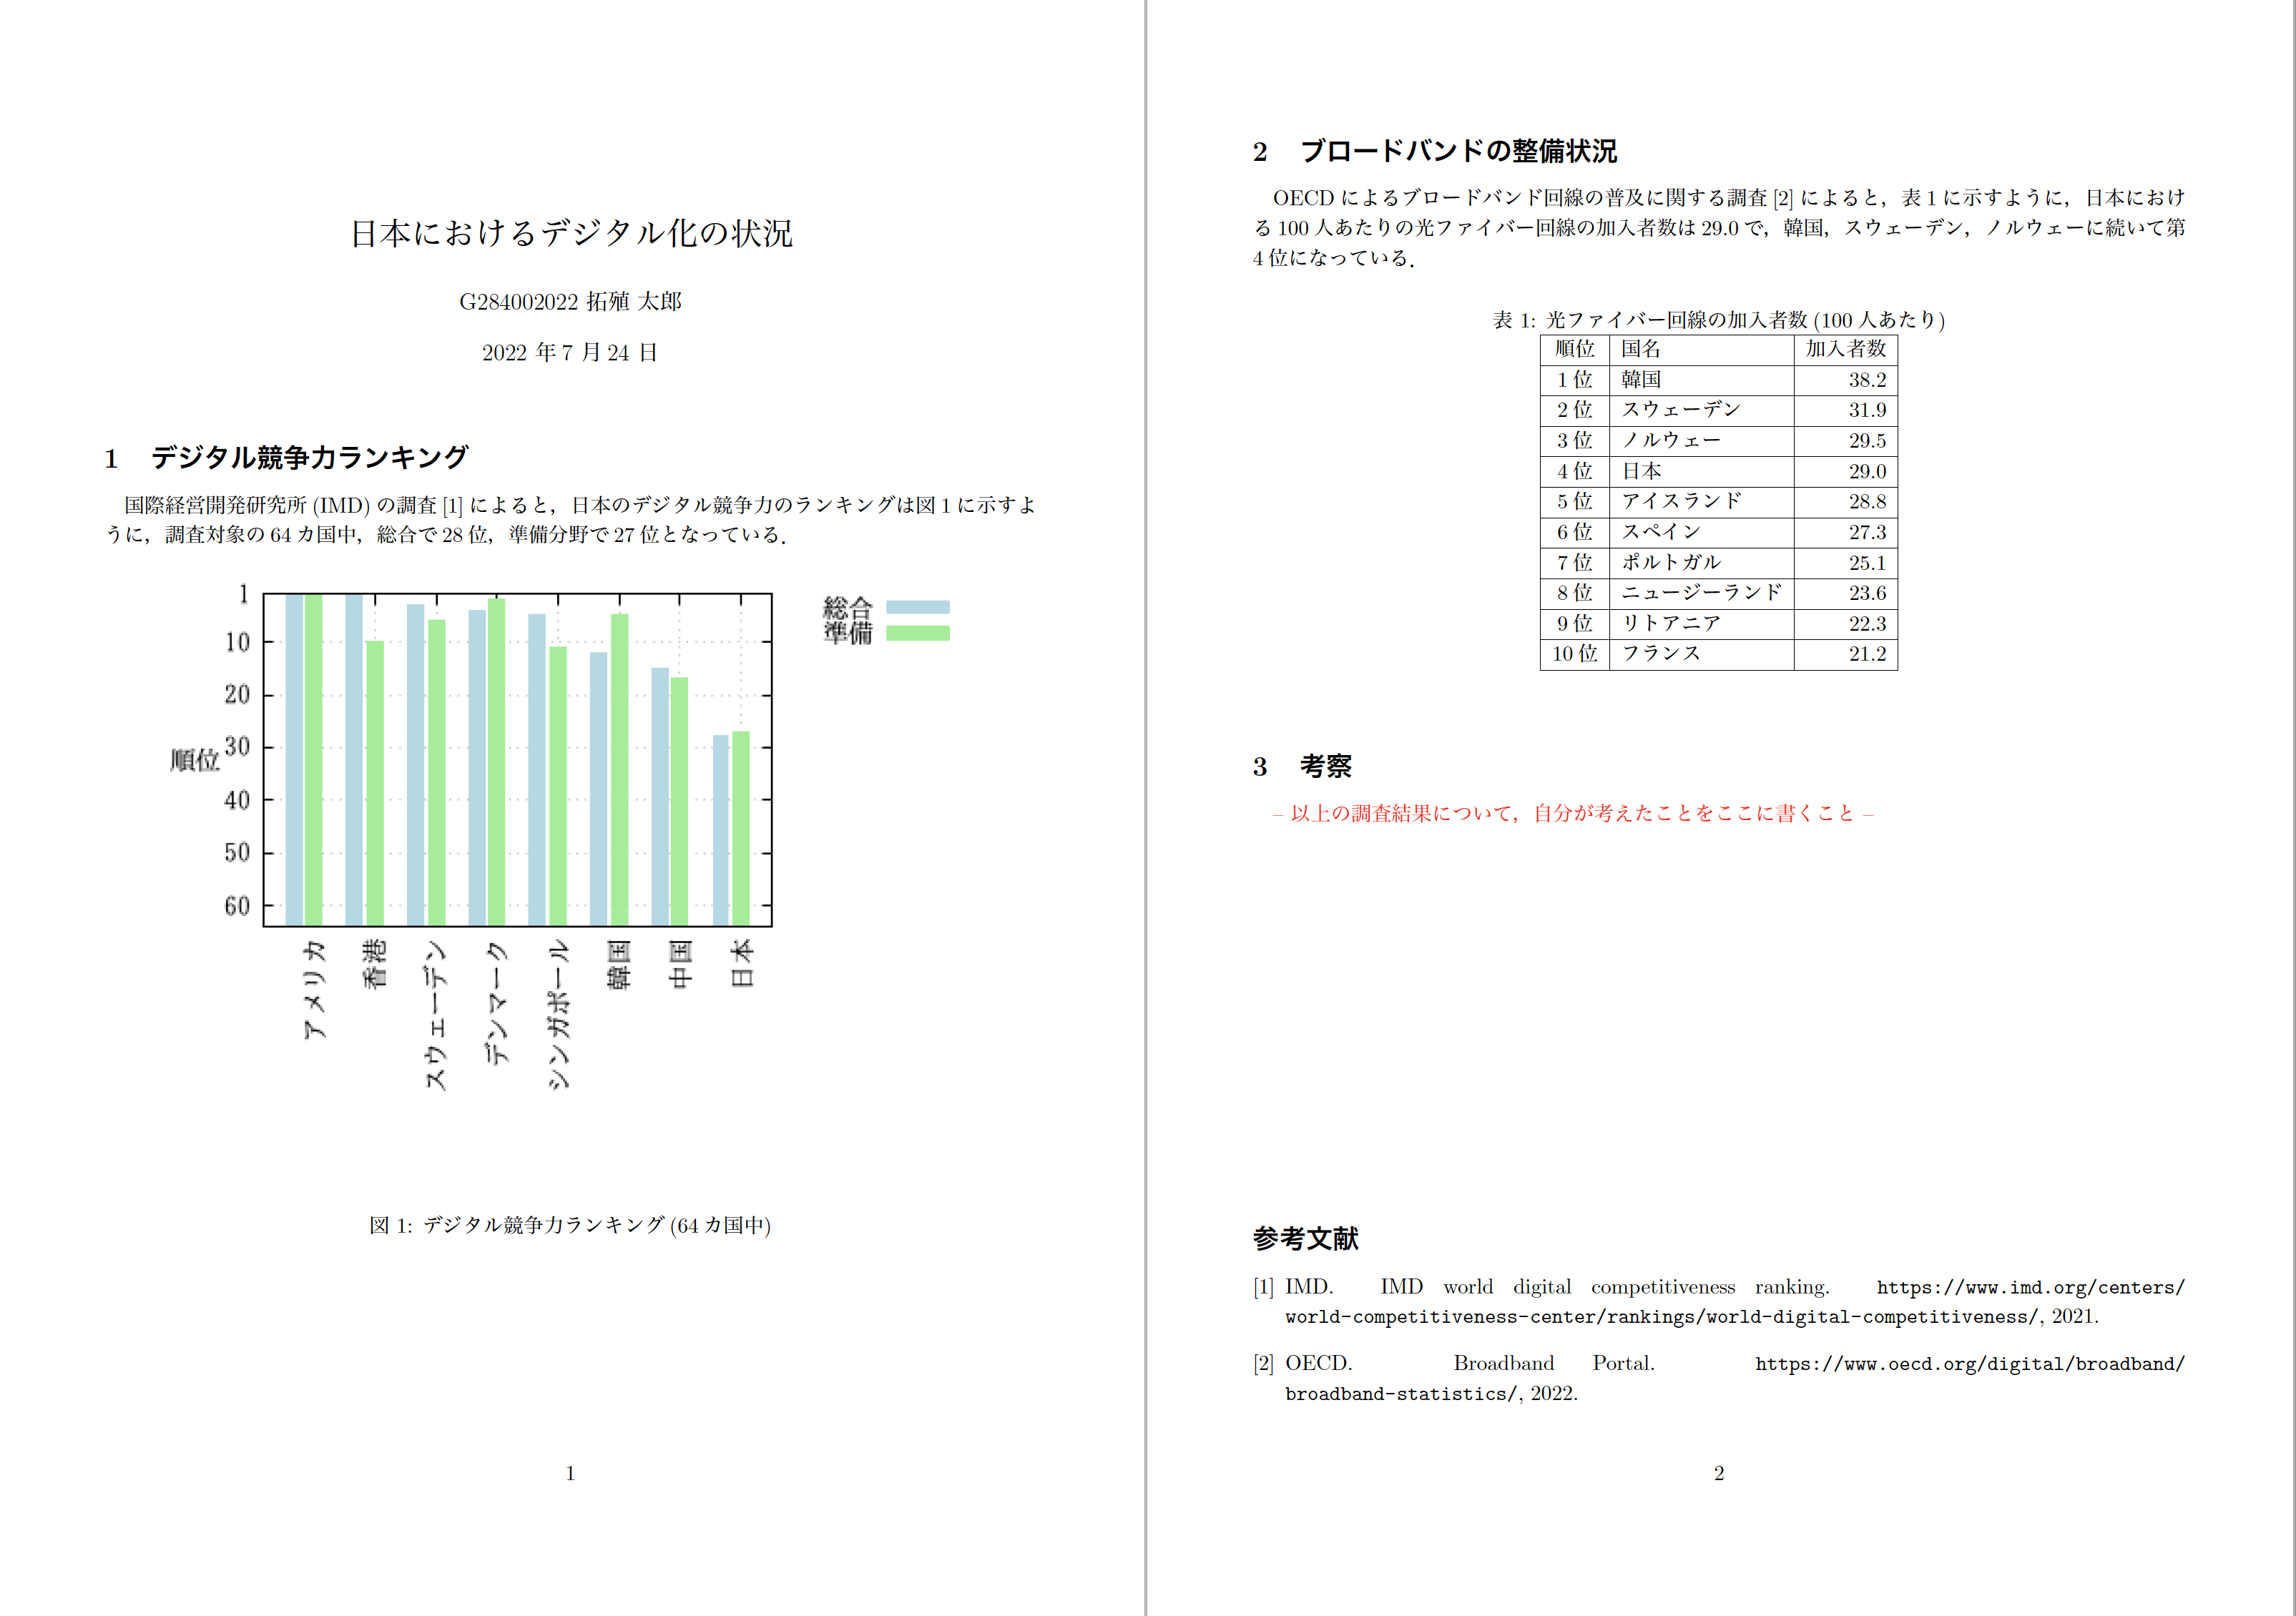 日本におけるデジタル化の状況
G284002022 拓殖 太郎
2022 年 7 月 24 日
1 デジタル競争力ランキング
国際経営開発研究所 (IMD) の調査 [1] によると，日本のデジタル競争力のランキングは図 1 に示すよ
うに，調査対象の 64 カ国中，総合で 28 位，準備分野で 27 位となっている．
総合
準備
順位
1
10
20
30
40
50
60
アメリカ
香港
スウェーデン
デンマーク
シンガポール
韓国
中国
日本
図 1: デジタル競争力ランキング (64 カ国中)
1
2 ブロードバンドの整備状況
OECD によるブロードバンド回線の普及に関する調査 [2] によると，表 1 に示すように，日本におけ
る 100 人あたりの光ファイバー回線の加入者数は 29.0 で，韓国，スウェーデン，ノルウェーに続いて第
4 位になっている．
表 1: 光ファイバー回線の加入者数 (100 人あたり)
順位 国名 加入者数
1 位 韓国 38.2
2 位 スウェーデン 31.9
3 位 ノルウェー 29.5
4 位 日本 29.0
5 位 アイスランド 28.8
6 位 スペイン 27.3
7 位 ポルトガル 25.1
8 位 ニュージーランド 23.6
9 位 リトアニア 22.3
10 位 フランス 21.2
3 考察
– 以上の調査結果について，自分が考えたことをここに書くこと –
参考文献
[1] IMD. IMD world digital competitiveness ranking. https://www.imd.org/centers/
world-competitiveness-center/rankings/world-digital-competitiveness/, 2021.
[2] OECD. Broadband Portal. https://www.oecd.org/digital/broadband/
broadband-statistics/, 2022.
2